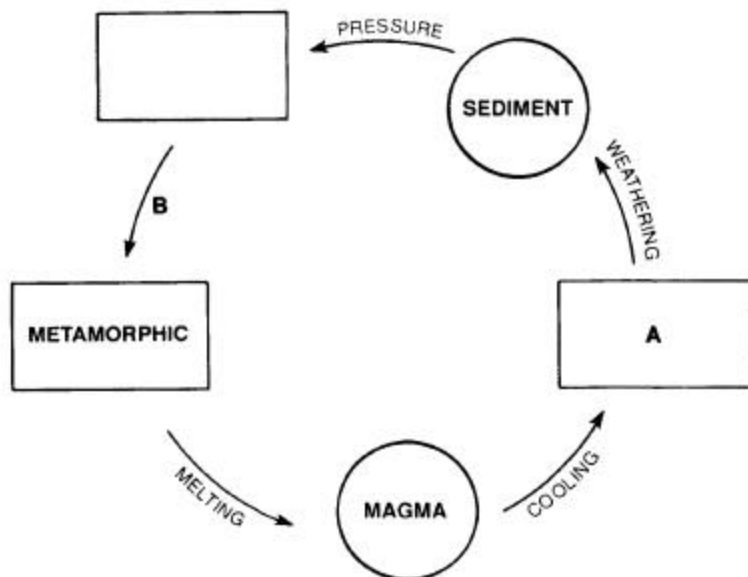 PRESSURE
SEDIMENT
WEATHERING
B
METAMORPHIC
A
MELTING
MAGMA
COOLING